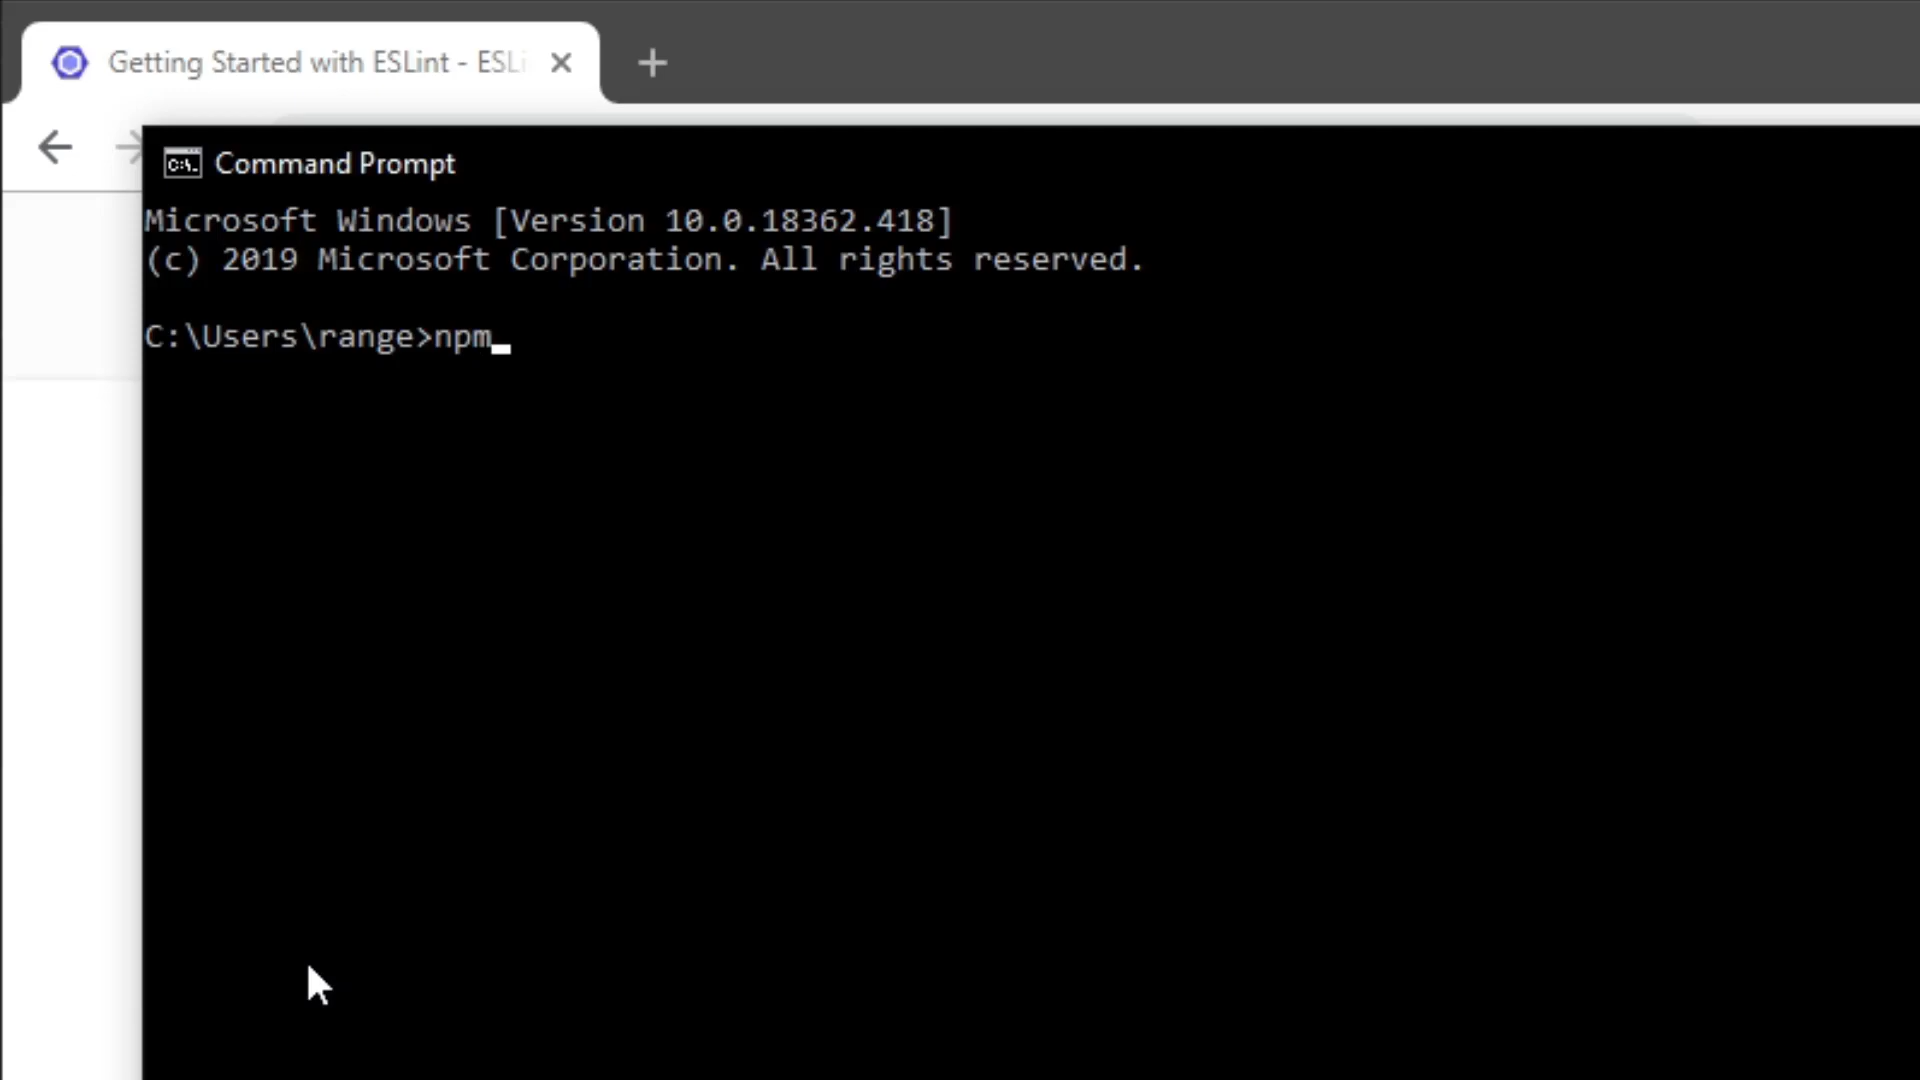 Getting Started with ESLint - ESLi
Command Prompt
Microsoft Windows [Version 10.0.18362.418]
(c) 2019 Microsoft Corporation. All rights reserved.
C:\Users\range>npm